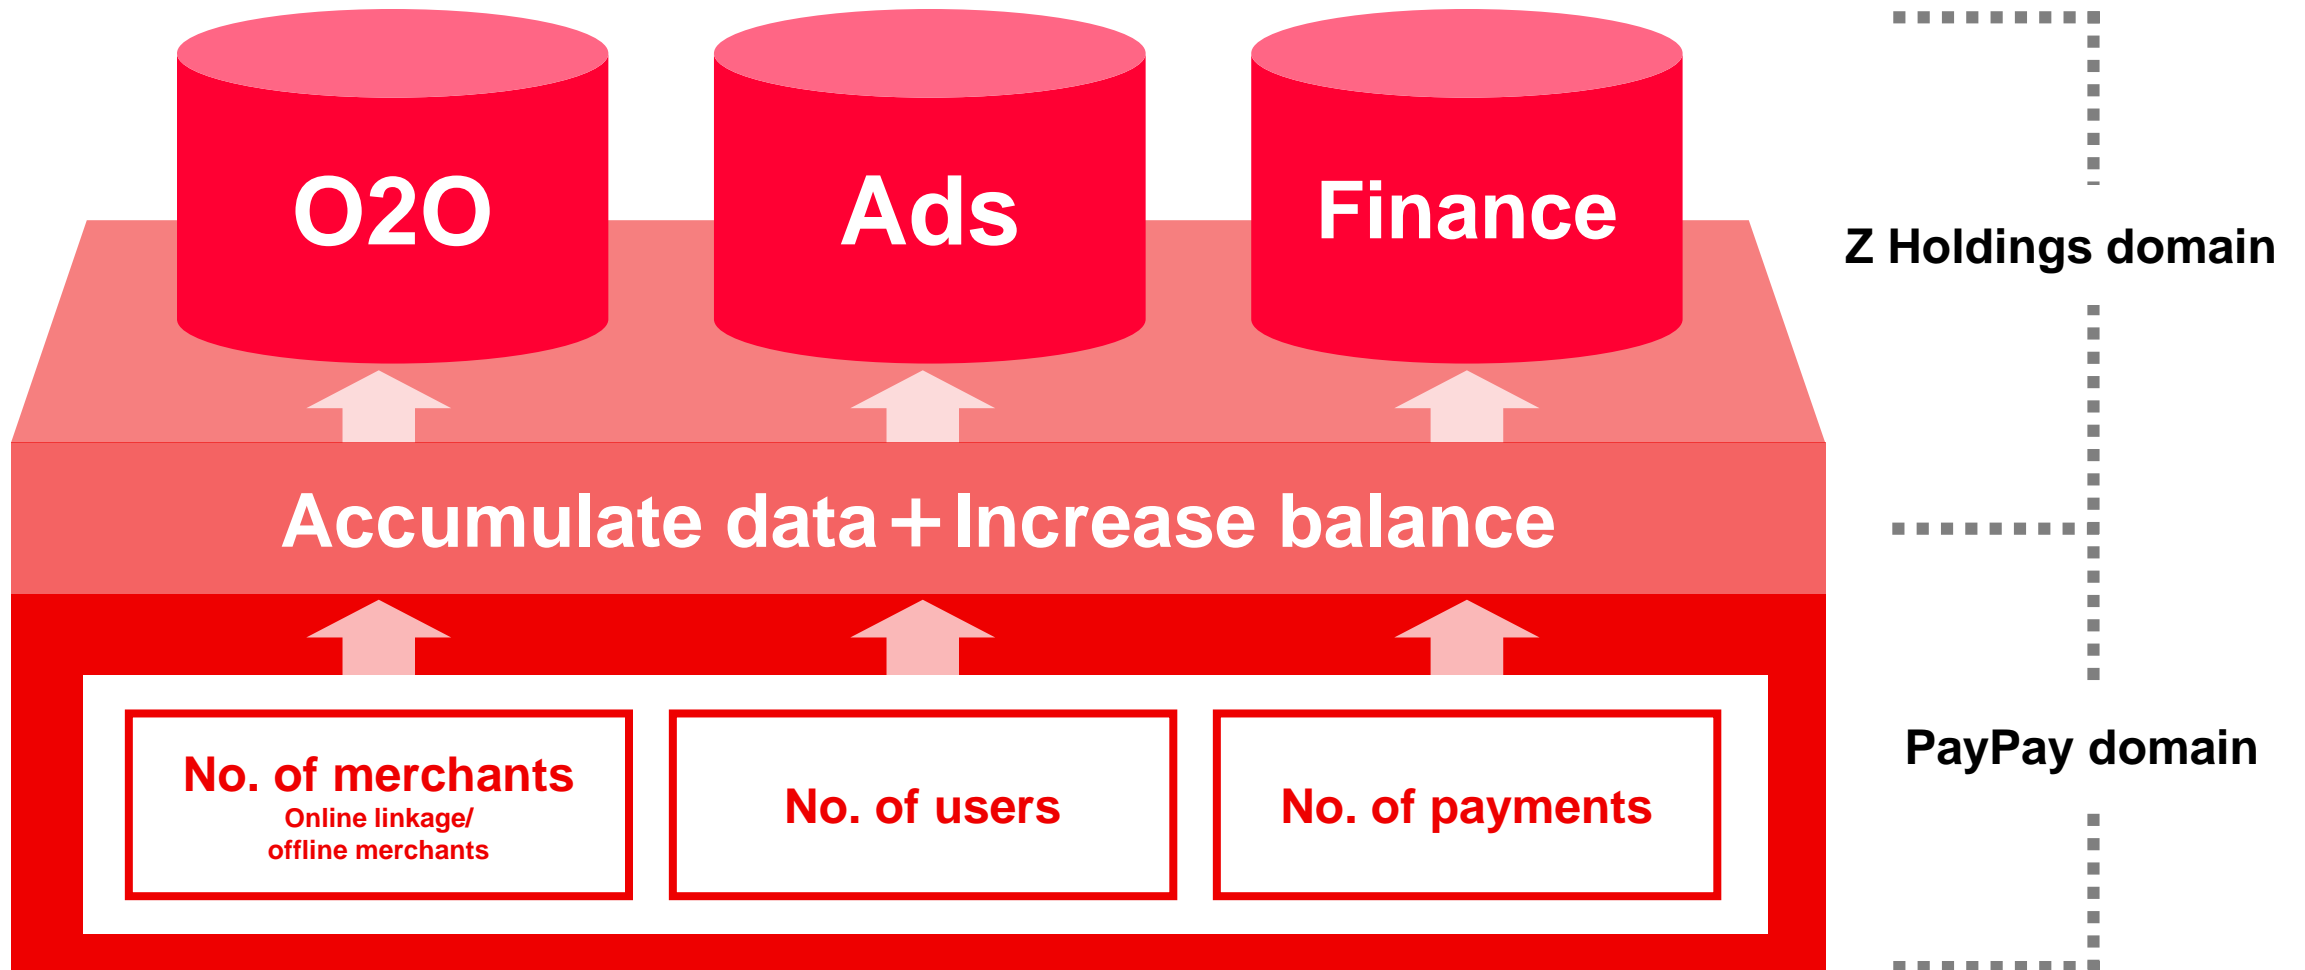 O2O
Ads
Finance
Z Holdings domain
Accumulate data+Increase balance
No. of merchants
Online linkage/
offline merchants
No. of users
No. of payments
PayPay domain